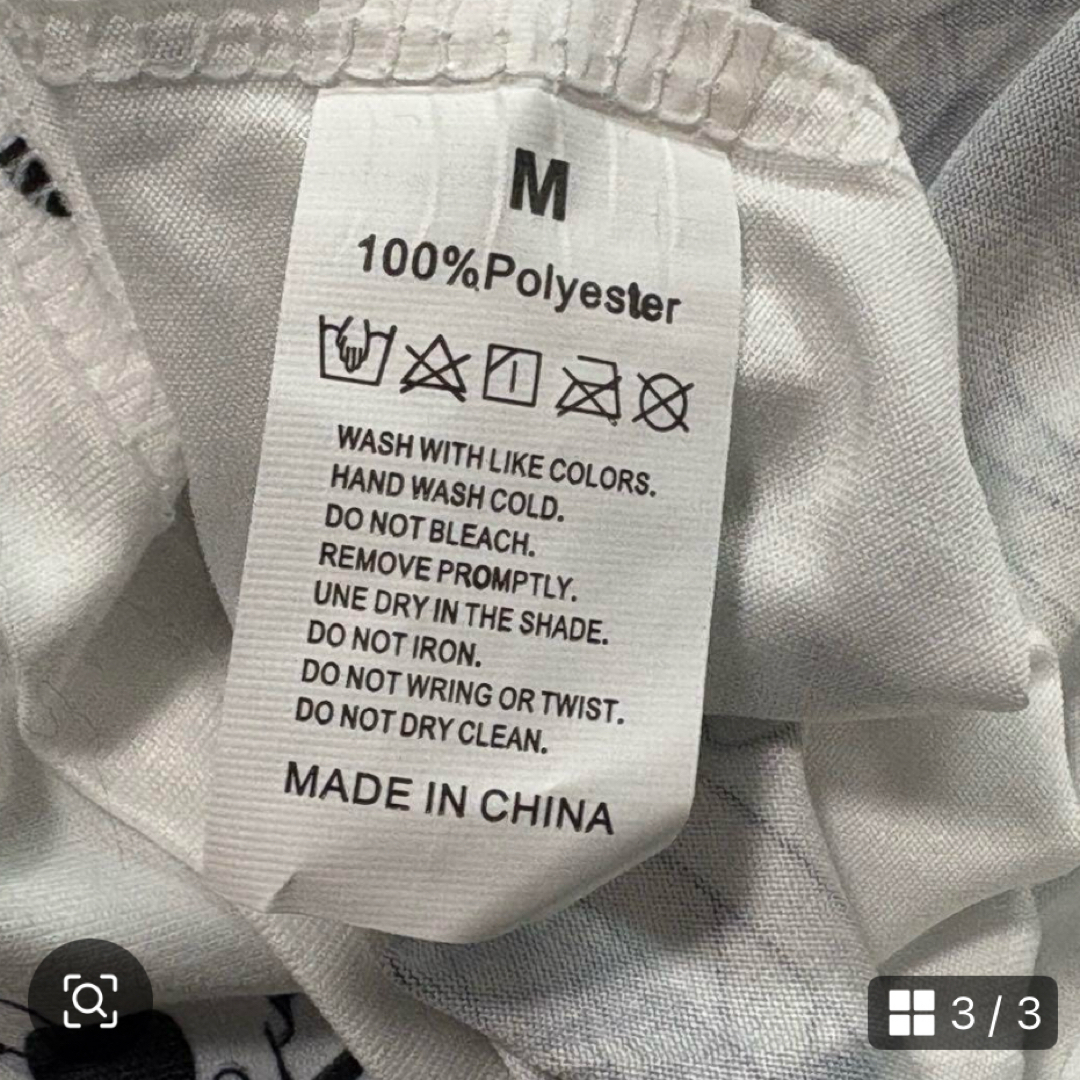 M
100%Polyester
WASH WITH LIKE COLORS.
HAND WASH COLD.
DO NOT BLEACH.
REMOVE PROMPTLY.
UNE DRY IN THE SHADE.
DO NOT IRON.
DO NOT WRING OR TWIST.
DO NOT DRY CLEAN.
MADE IN CHINA
3 / 3